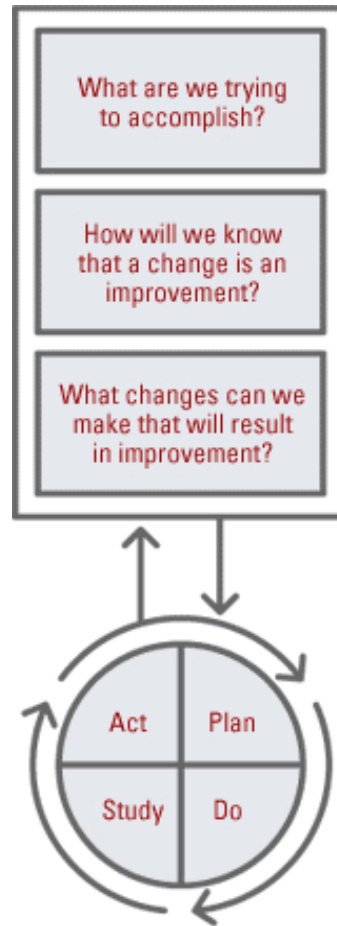 What are we trying
to accomplish?
How will we know
that a change is an
improvement?
What changes can we
make that will result
in improvement?
Act
Plan
Study
Do